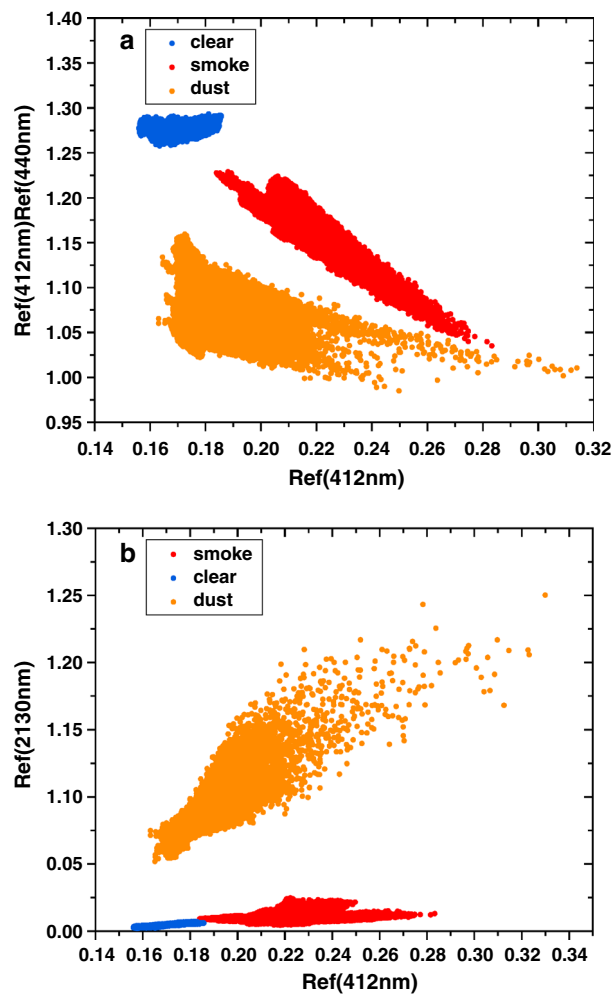 a
clear
smoke
dust
1.40
1.35
1.30
1.25
1.20
1.15
1.10
1.05
1.00
0.95
Ref(412nm)Ref(440nm)
0.14 0.16 0.18 0.20 0.22 0.24 0.26 0.28 0.30 0.32
Ref(412nm)
b
smoke
clear
dust
1.30
1.25
1.20
1.15
1.10
0.05
0.00
Ref(2130nm)
0.14 0.16 0.18 0.20 0.22 0.24 0.26 0.28 0.30 0.32 0.34
Ref(412nm)